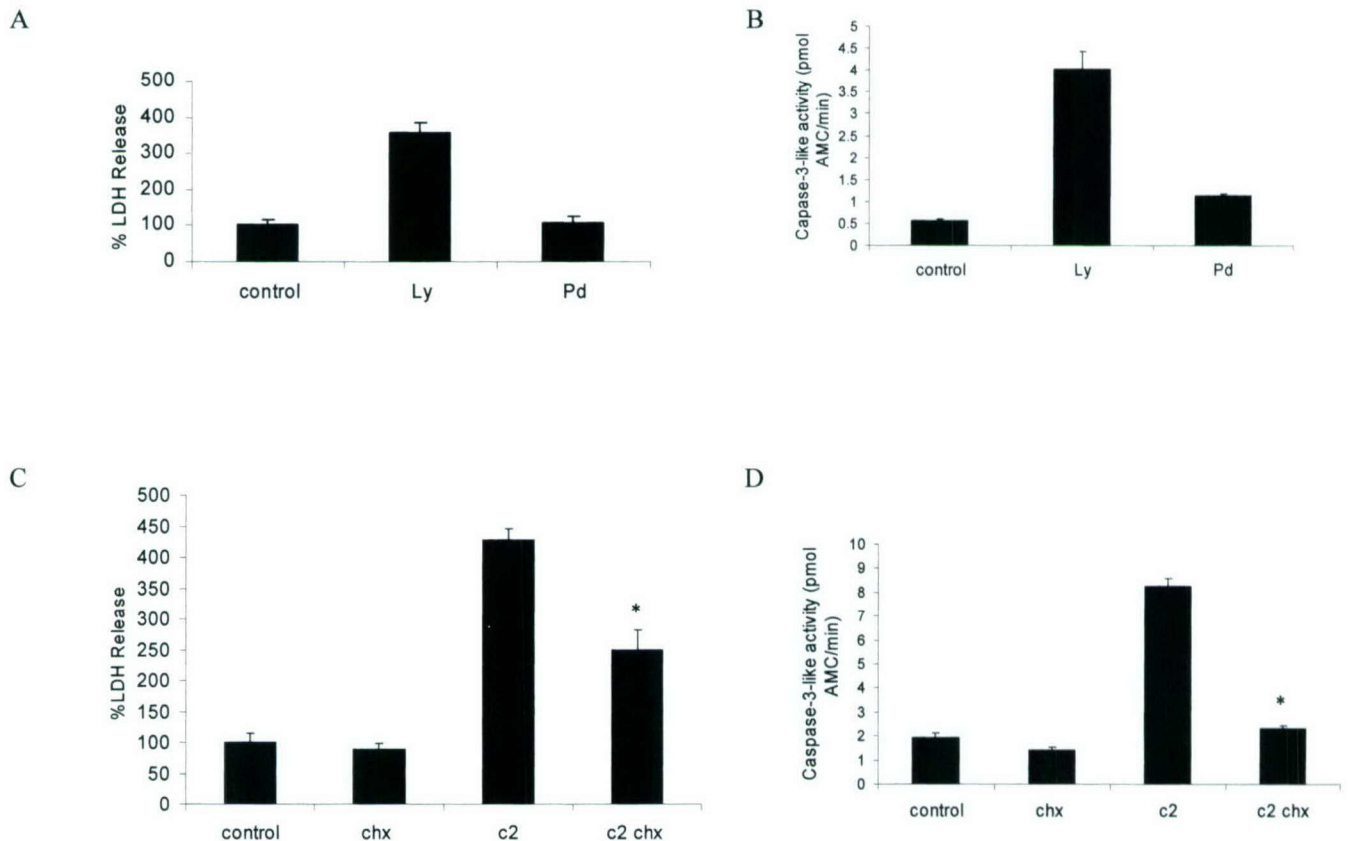 A
% LDH Release
500
400
300
200
100
0
control Ly Pd
B
Capase-3-like activity (pmol
AMC/min)
5
4.5
4
3.5
3
2.5
2
1.5
1
0.5
0
control Ly Pd
C
%LDH Release
500
450
400
350
300
250
200
150
100
50
0
*
control chx c2 c2 chx
D
Caspase-3-like activity (pmol
AMC/min)
10
9
8
7
6
5
4
3
2
1
0
*
control chx c2 c2 chx